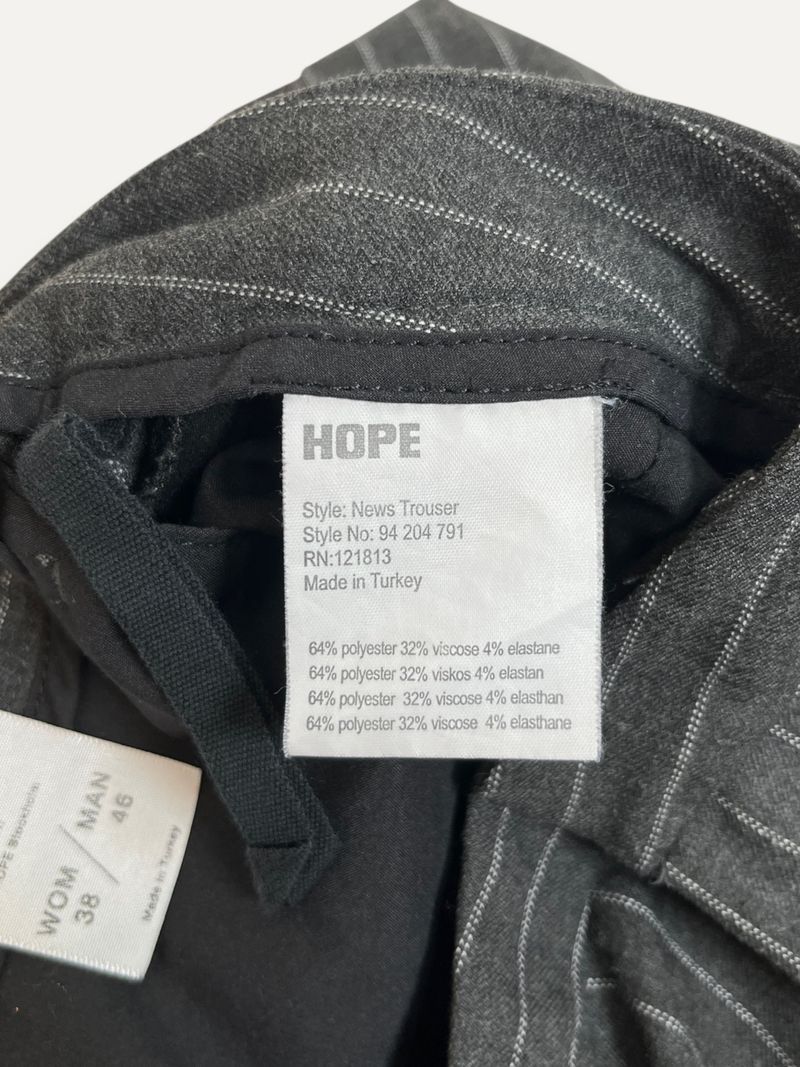 HOPE
Style: News Trouser
Style No: 94 204 791
RN:121813
Made in Turkey
64% polyester 32% viscose 4% elastane
64% polyester 32% viskos 4% elastan
64% polyester 32% viscose 4% elasthan
64% polyester 32% viscose 4% elasthane
OPE Stockholm
WOM / MAN
38 46
Made in Turkey